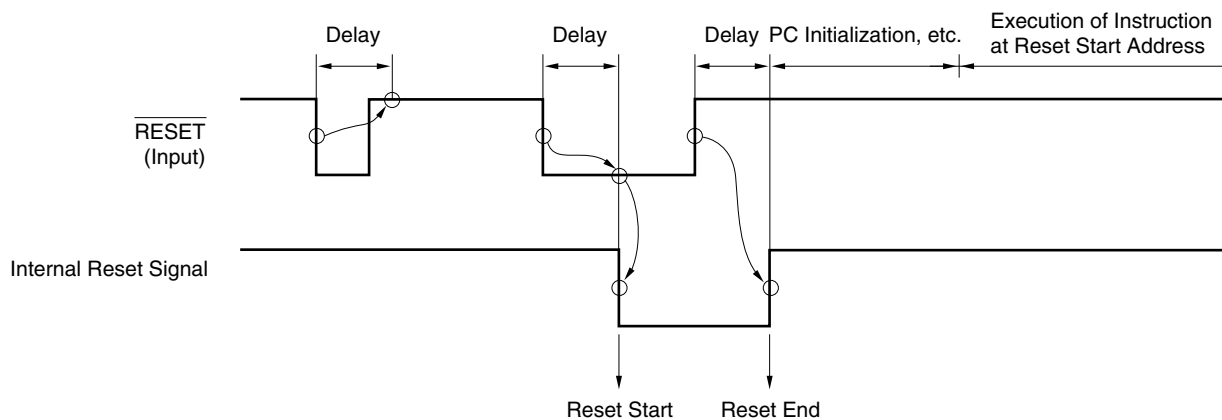 Delay
Delay
Delay
PC Initialization, etc.
Execution of Instruction
at Reset Start Address
RESET
(Input)
Internal Reset Signal
Reset Start
Reset End